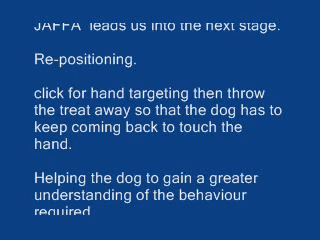 JAFFA leads us into the next stage.
Re-positioning.
click for hand targeting then throw
the treat away so that the dog has to
keep coming back to touch the
hand.
Helping the dog to gain a greater
understanding of the behaviour
required